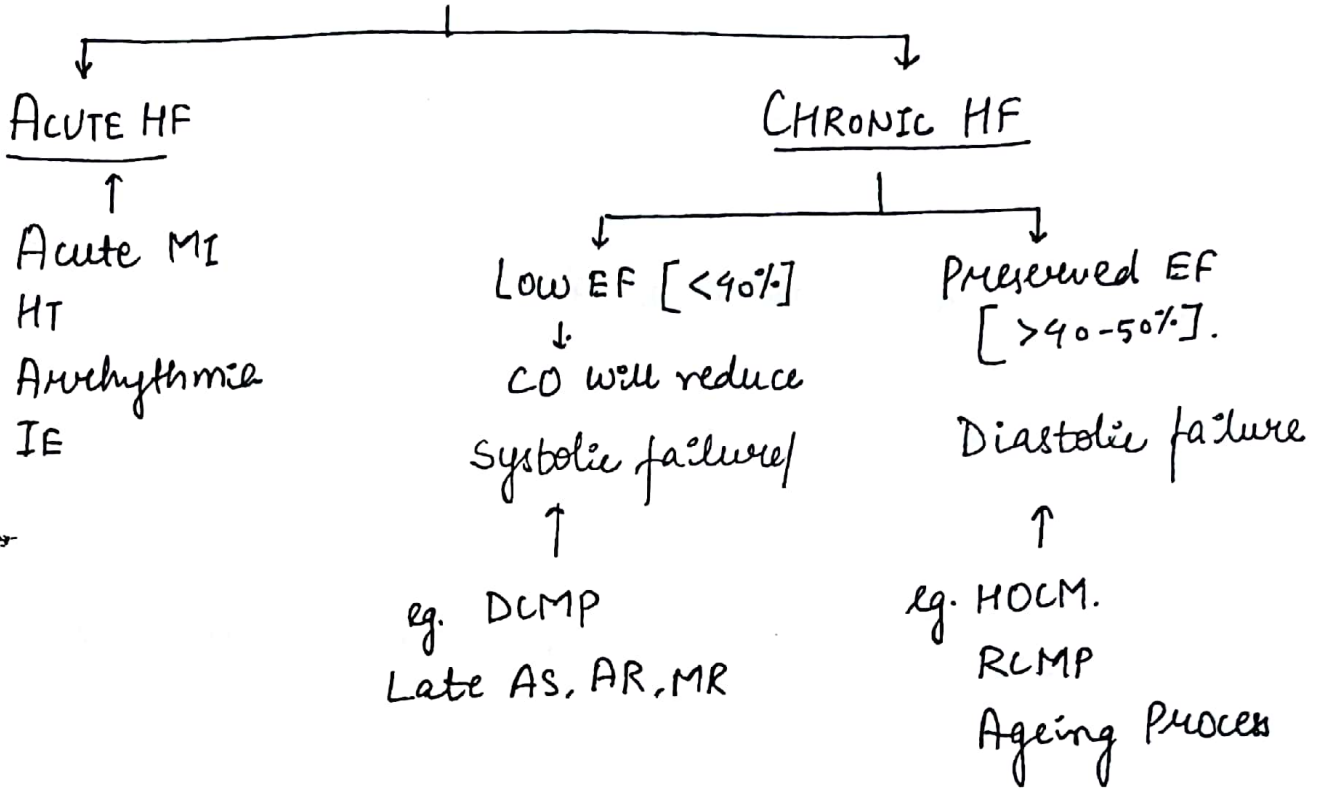 ACUTE HF
Acute MI
HT
Arrhythmia
IE
CHRONIC HF
Low EF [<40%]
CO will reduce
Systolic failure/
eg. DCMP
Late AS, AR, MR
Preserved EF
[>40-50%].
Diastolic failure
eg. HOCM.
RCMP
Ageing Process